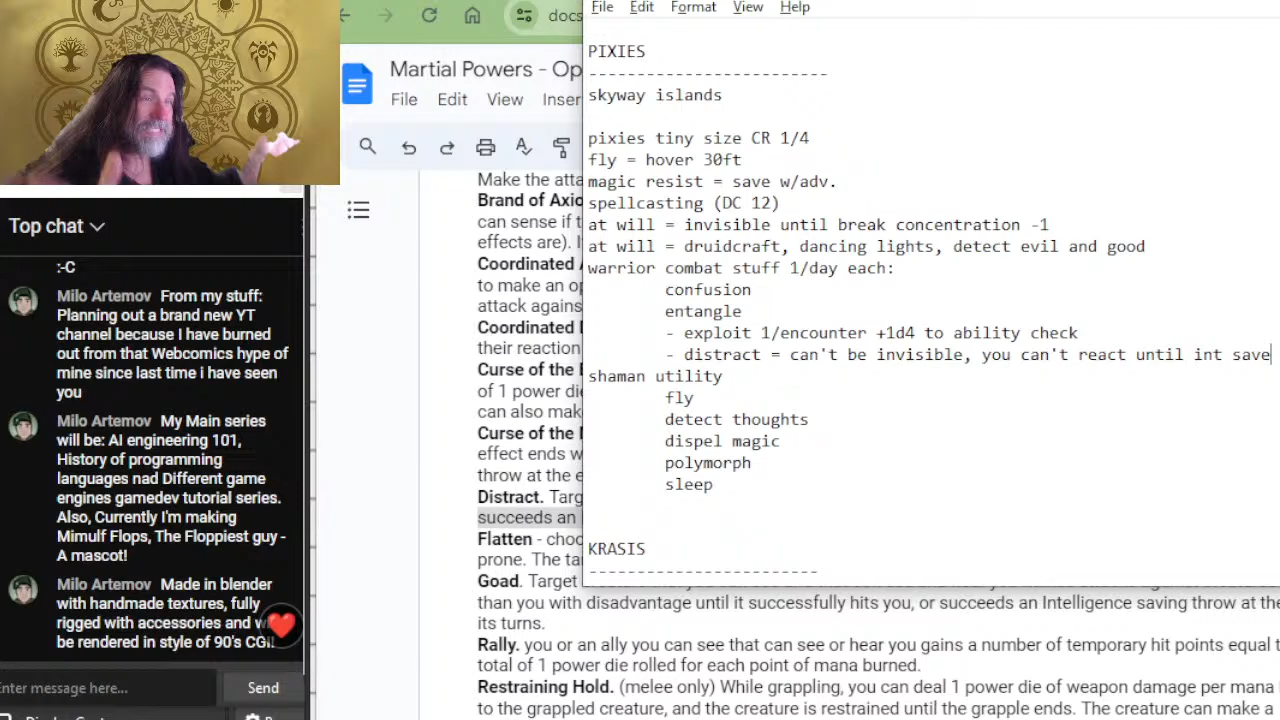 File Edit Format View Help
docs
PIXIES
-------------------------
skyway islands
pixies tiny size CR 1/4
fly = hover 30ft
magic resist = save w/adv.
spellcasting (DC 12)
at will = invisible until break concentration -1
at will = druidcraft, dancing lights, detect evil and good
warrior combat stuff 1/day each:
confusion
entangle
- exploit 1/encounter +1d4 to ability check
- distract = can't be invisible, you can't react until int save
shaman utility
fly
detect thoughts
dispel magic
polymorph
sleep
KRASIS
------------------------
Martial Powers - Op
File Edit View Inser
Make the atta
Brand of Axio
can sense if t
effects are). I
Coordinated
to make an op
attack agains
Coordinated
their reaction
Curse of the
of 1 power die
can also mak
Curse of the
effect ends w
throw at the e
Distract. Targ
succeeds an
Flatten - choo
prone. The ta
Goad. Target
than you with disadvantage until it successfully hits you, or succeeds an Intelligence saving throw at the
its turns.
Rally. you or an ally you can see that can see or hear you gains a number of temporary hit points equal t
total of 1 power die rolled for each point of mana burned.
Restraining Hold. (melee only) While grappling, you can deal 1 power die of weapon damage per mana
to the grappled creature, and the creature is restrained until the grapple ends. The creature can make a
Top chat
:-C
Milo Artemov From my stuff:
Planning out a brand new YT
channel because I have burned
out from that Webcomics hype of
mine since last time i have seen
you
Milo Artemov My Main series
will be: AI engineering 101,
History of programming
languages nad Different game
engines gamedev tutorial series.
Also, Currently I'm making
Mimulf Flops, The Floppiest guy -
A mascot!
Milo Artemov Made in blender
with handmade textures, fully
rigged with accessories and w
be rendered in style of 90's CGI!
nter message here...
Send